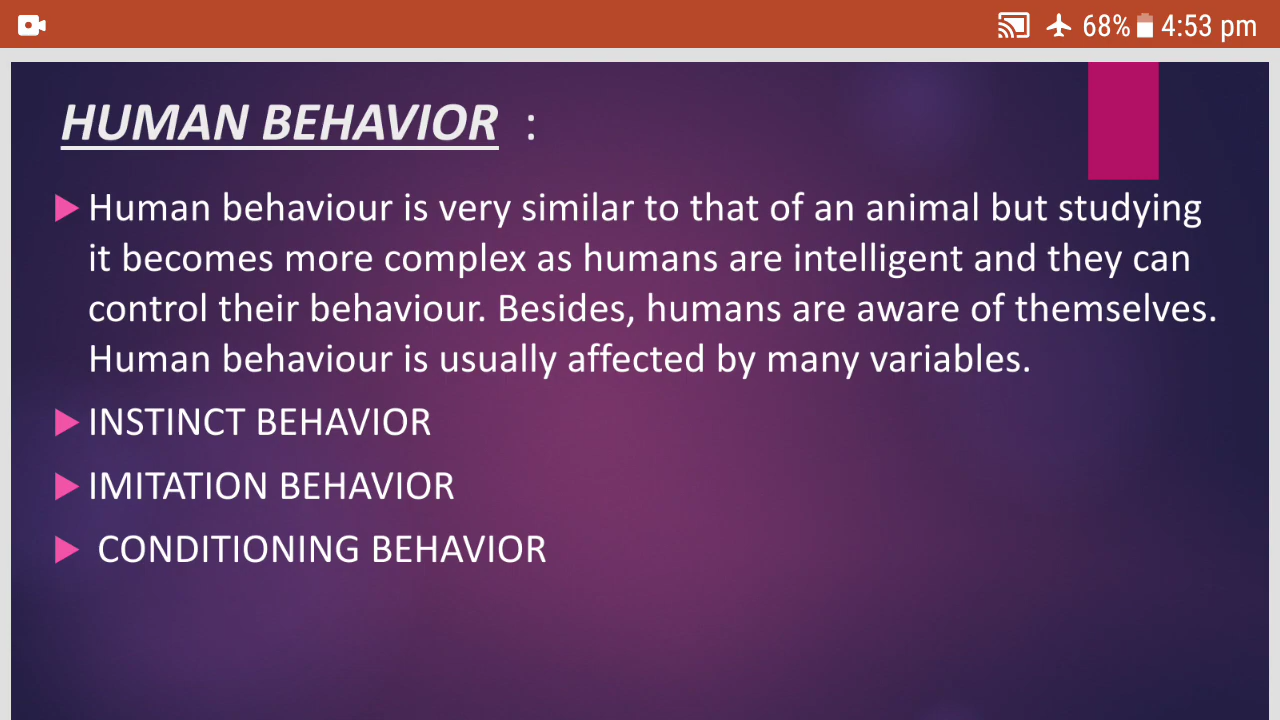 68% 4:53 pm
HUMAN BEHAVIOR :
Human behaviour is very similar to that of an animal but studying
it becomes more complex as humans are intelligent and they can
control their behaviour. Besides, humans are aware of themselves.
Human behaviour is usually affected by many variables.
INSTINCT BEHAVIOR
IMITATION BEHAVIOR
CONDITIONING BEHAVIOR